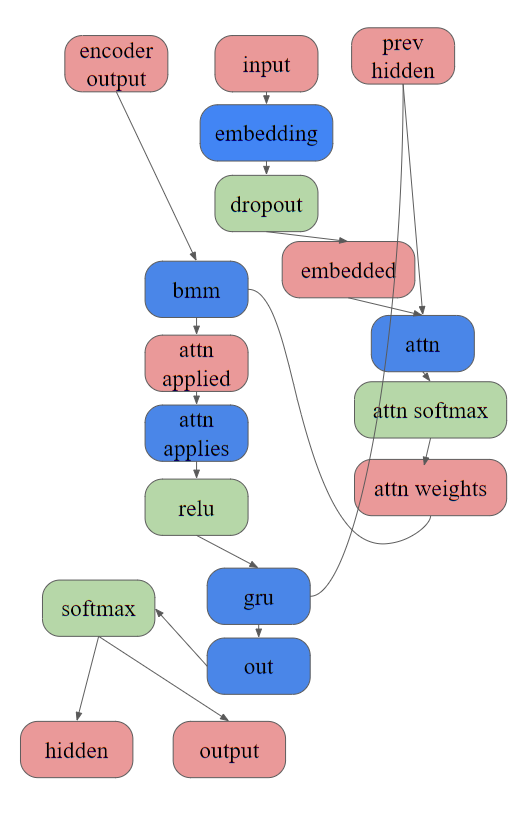 encoder
output
input
prev
hidden
embedding
dropout
embedded
bmm
attn
attn
applied
attn softmax
attn
applies
attn weights
relu
gru
softmax
out
hidden
output